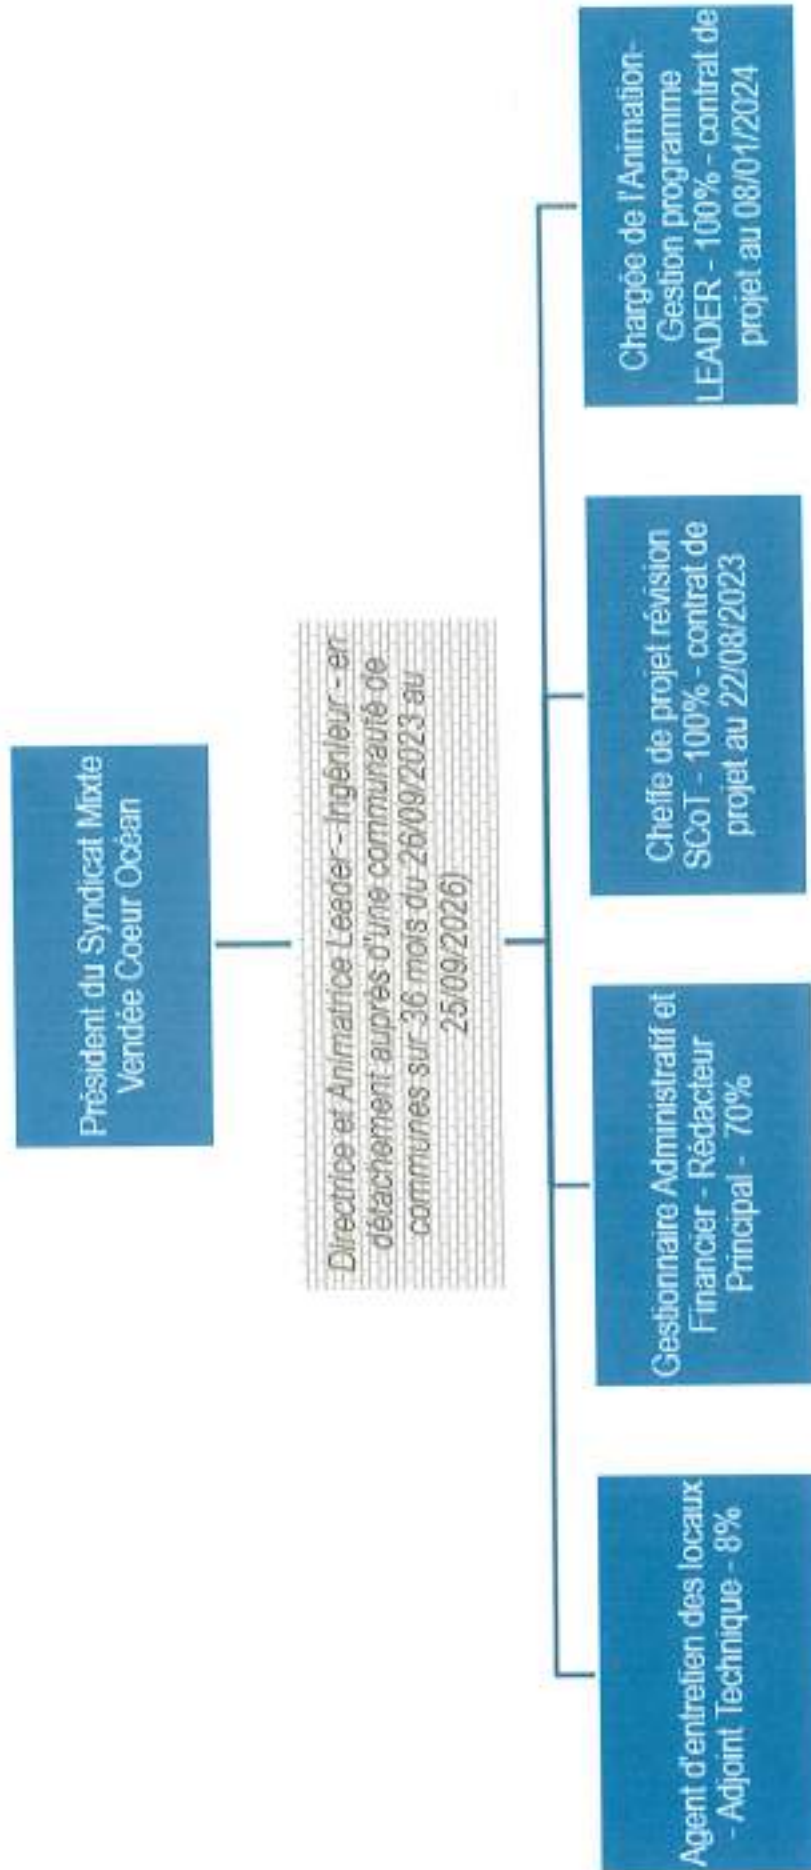 Président du Syndicat Mixte
Vendée Coeur Océan
Directrice et Animatrice Leader - Ingénieur - en
détachement auprès d'une communauté de
communes sur 36 mois du 26/09/2023 au
25/09/2026)
Agent d'entretien des locaux
- Adjoint Technique - 8%
Gestionnaire Administratif et
Financier - Rédacteur
Principal - 70%
Cheffe de projet révision
SCoT - 100% - contrat de
projet au 22/08/2023
Chargée de l'Animation-
Gestion programme
LEADER - 100% - contrat de
projet au 08/01/2024